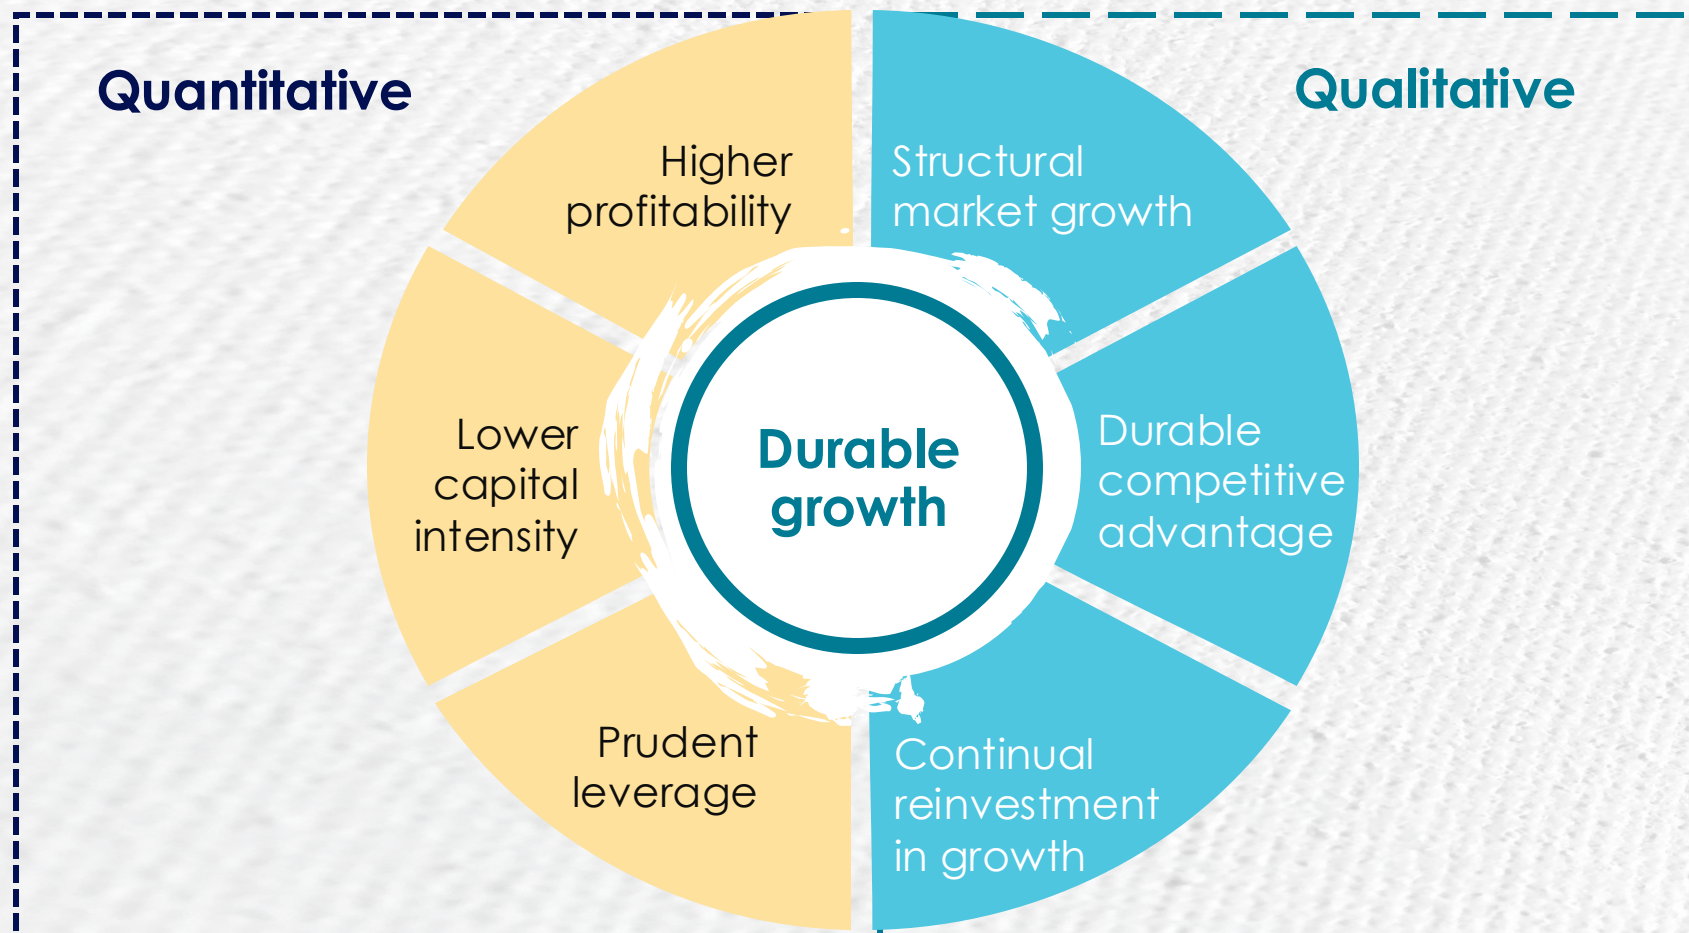 Quantitative
Qualitative
Higher
profitability
Structural
market growth
Lower
capital
intensity
Durable
growth
Durable
competitive
advantage
Prudent
leverage
Continual
reinvestment
in growth